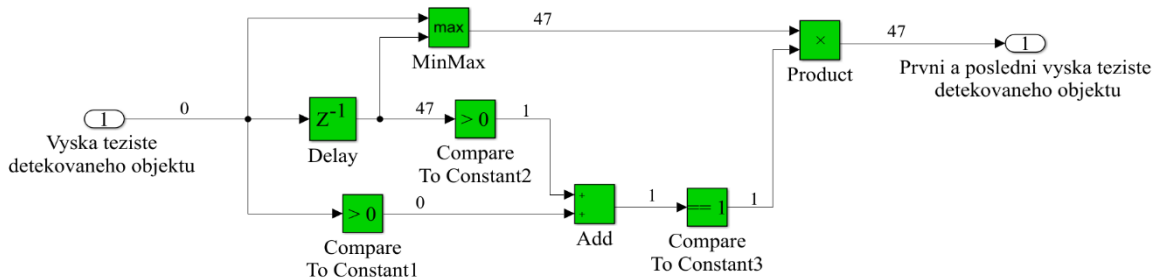 47
max
MinMax
×
47
1
Product
Prvni a posledni vyska teziste
detekovaneho objektu
0
1
Vyska teziste
detekovaneho objektu
Z-1
Delay
47
> 0
1
Compare
To Constant2
> 0
0
Compare
To Constant1
+
+
Add
1
== 1
1
Compare
To Constant3